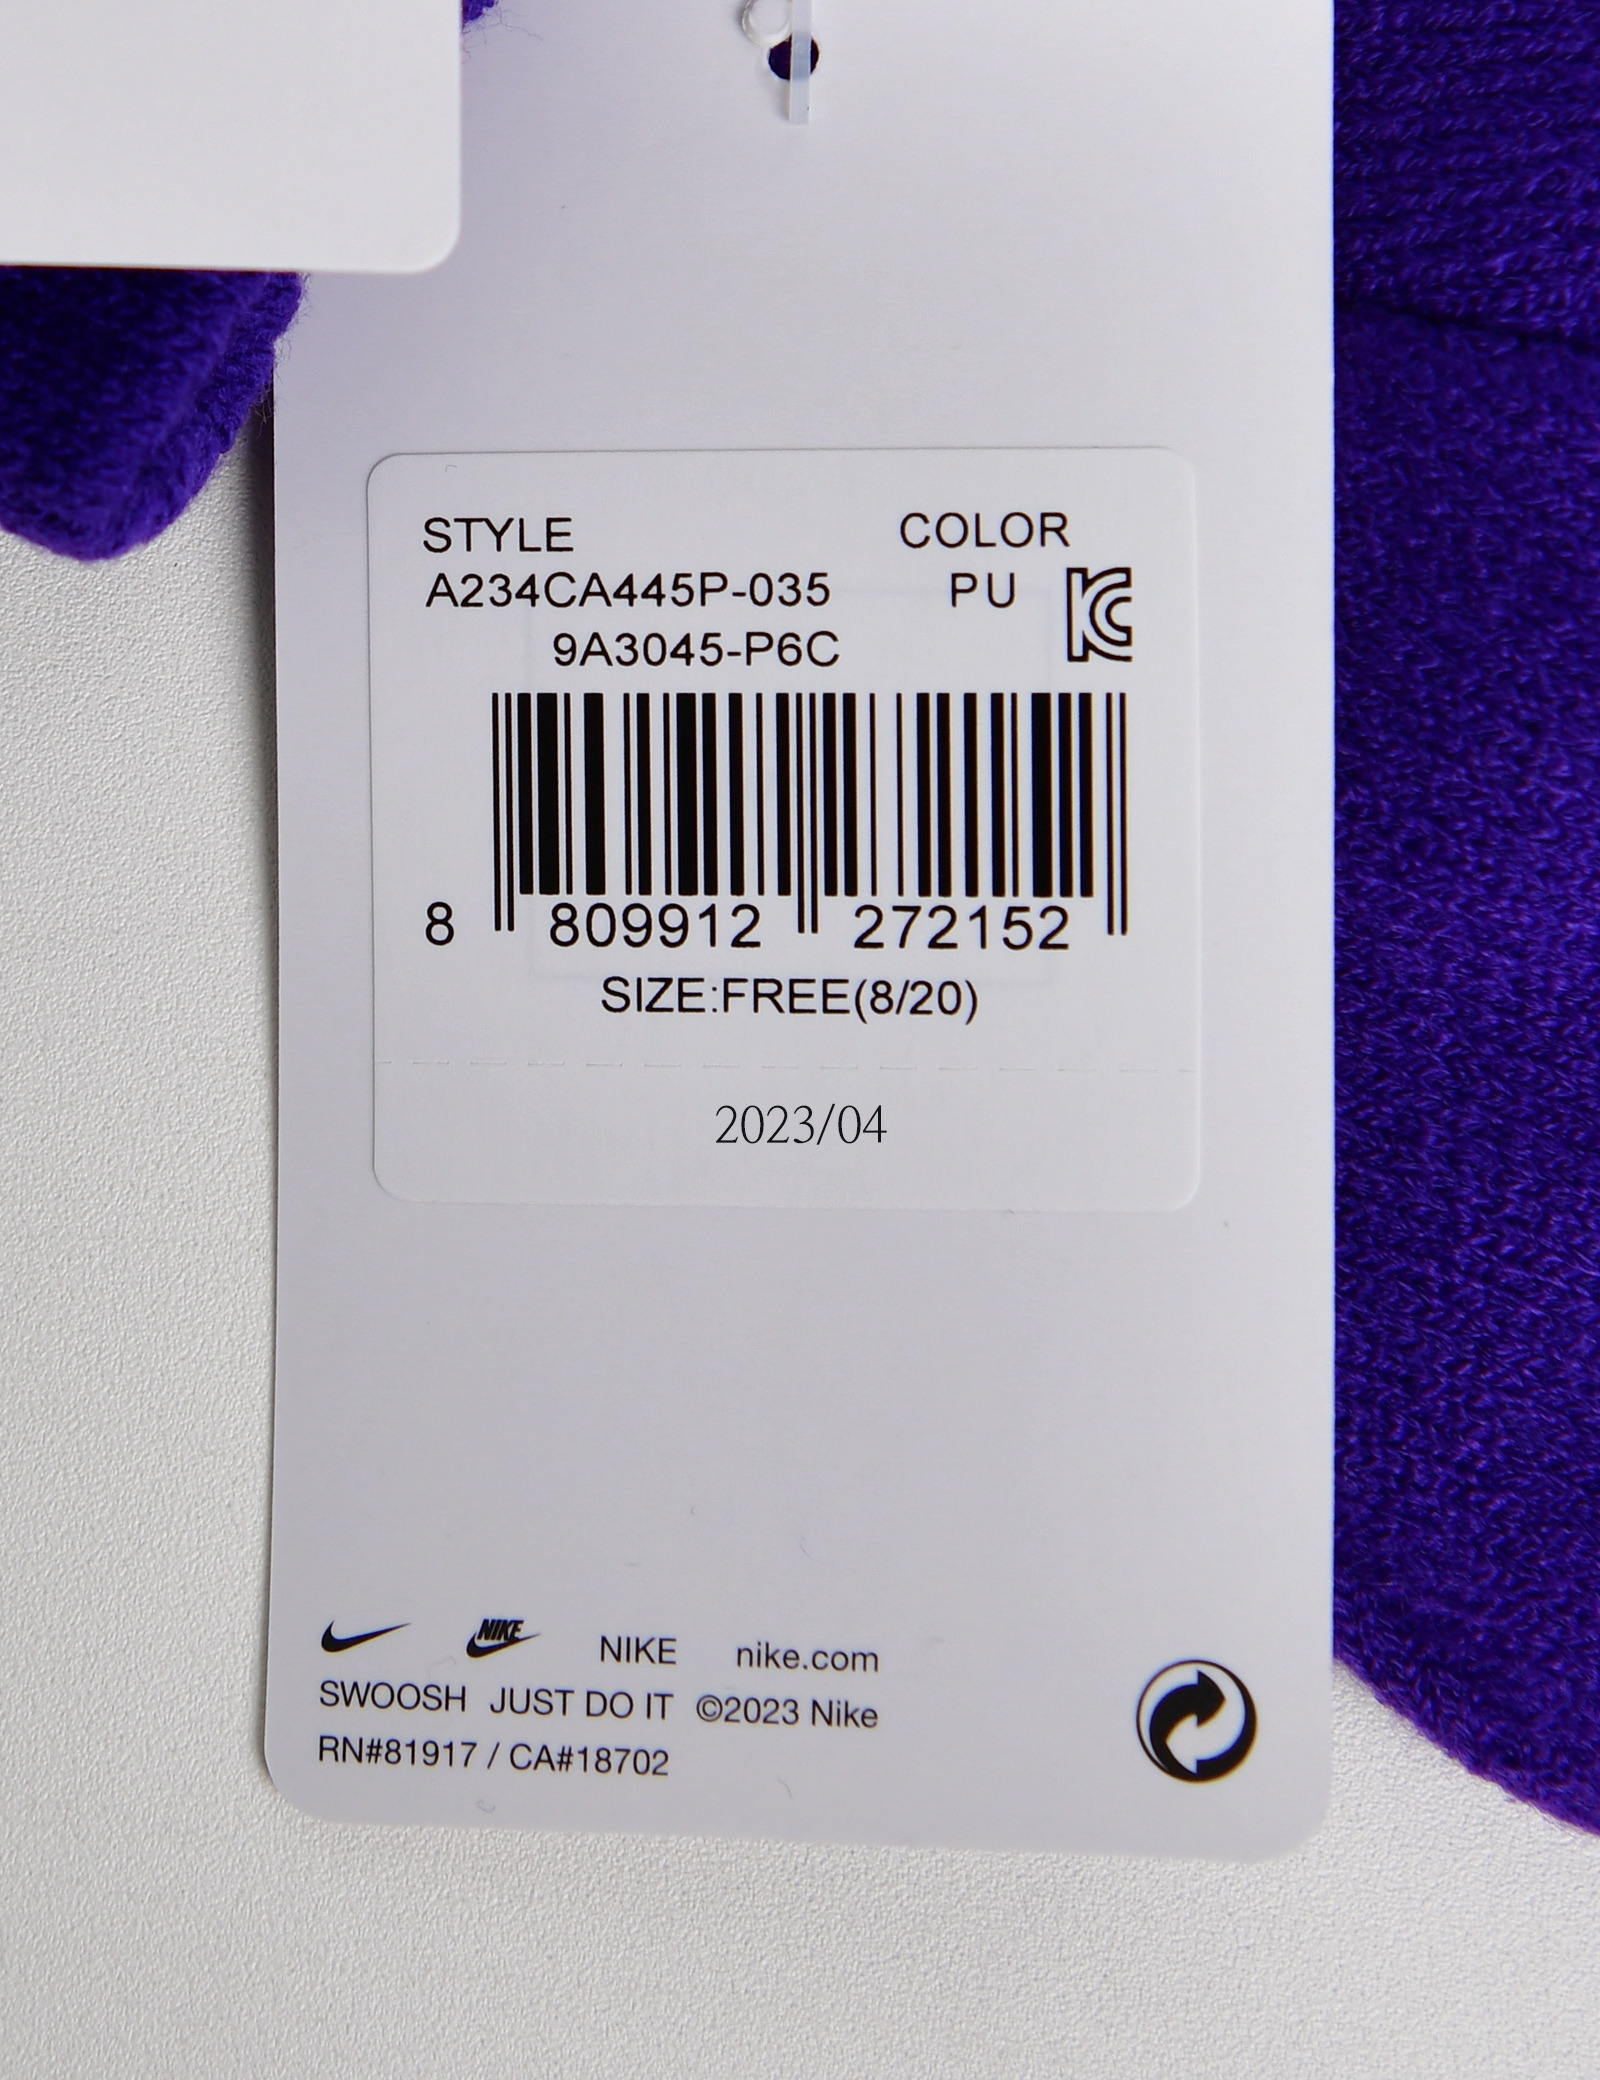 STYLE COLOR
A234CA445P-035 PU
9A3045-P6C
8 809912 272152
SIZE:FREE(8/20)
2023/04
NIKE NIKE nike.com
SWOOSH JUST DO IT ©2023 Nike
RN#81917 / CA#18702